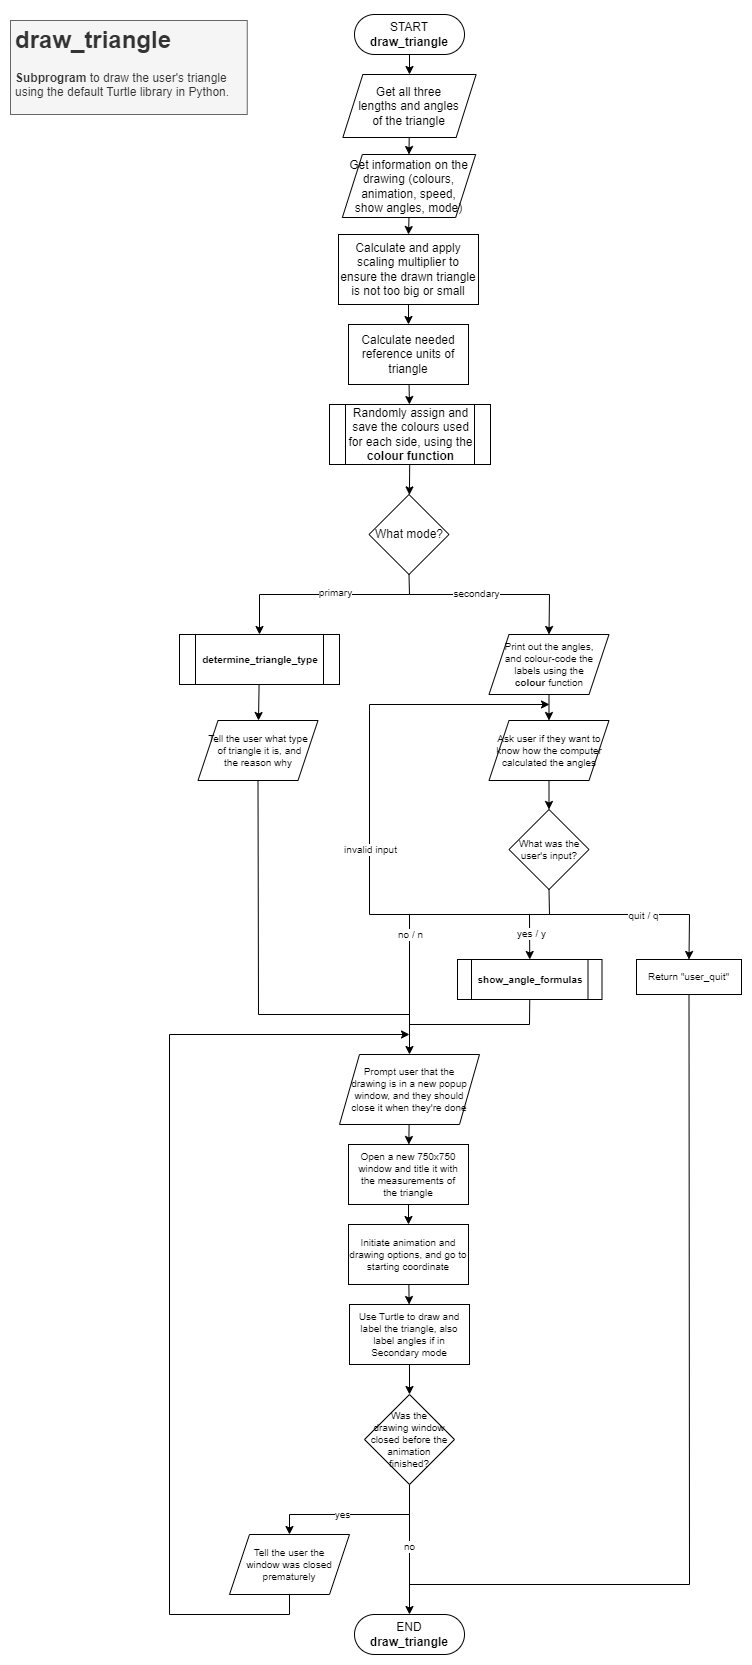 draw_triangle
Subprogram to draw the user's triangle
using the default Turtle library in Python.
START
draw_triangle
Get all three
lengths and angles
of the triangle
Get information on the
drawing (colours,
animation, speed,
show angles, mode)
Calculate and apply
scaling multiplier to
ensure the drawn triangle
is not too big or small
Calculate needed
reference units of
triangle
Randomly assign and
save the colours used
for each side, using the
colour function
What mode?
primary
secondary
determine_triangle_type
Print out the angles,
and colour-code the
labels using the
colour function
Tell the user what type
of triangle it is, and
the reason why
Ask user if they want to
know how the computer
calculated the angles
What was the
user's input?
invalid input
no / n
yes / y
quit / q
show_angle_formulas
Return "user_quit"
Prompt user that the
drawing is in a new popup
window, and they should
close it when they're done
Open a new 750x750
window and title it with
the measurements of
the triangle
Initiate animation and
drawing options, and go to
starting coordinate
Use Turtle to draw and
label the triangle, also
label angles if in
Secondary mode
Was the
drawing window
closed before the
animation
finished?
yes
no
Tell the user the
window was closed
prematurely
END
draw_triangle